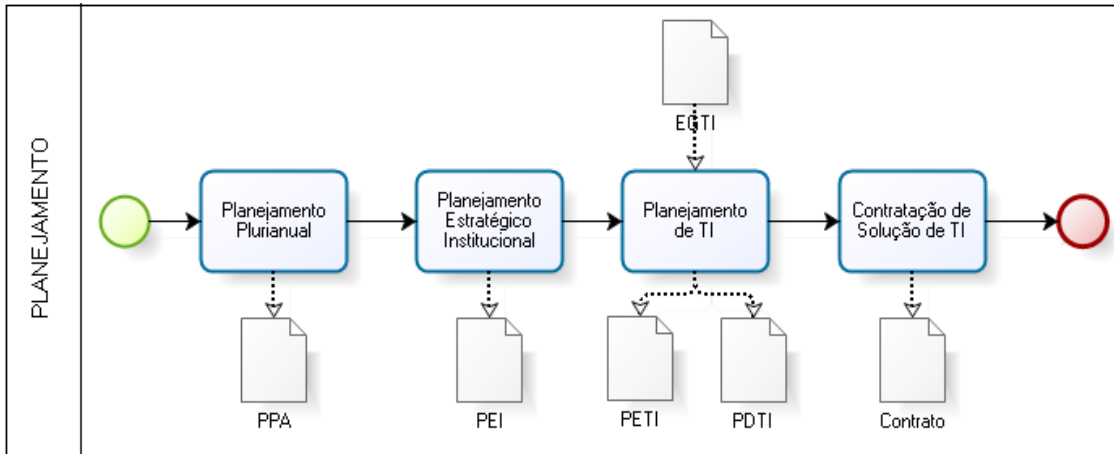 PLANEJAMENTO
EGTI
Planejamento
Plurianual
Planejamento
Estratégico
Institucional
Planejamento
de TI
Contratação de
Solução de TI
PPA
PEI
PETI
PDTI
Contrato